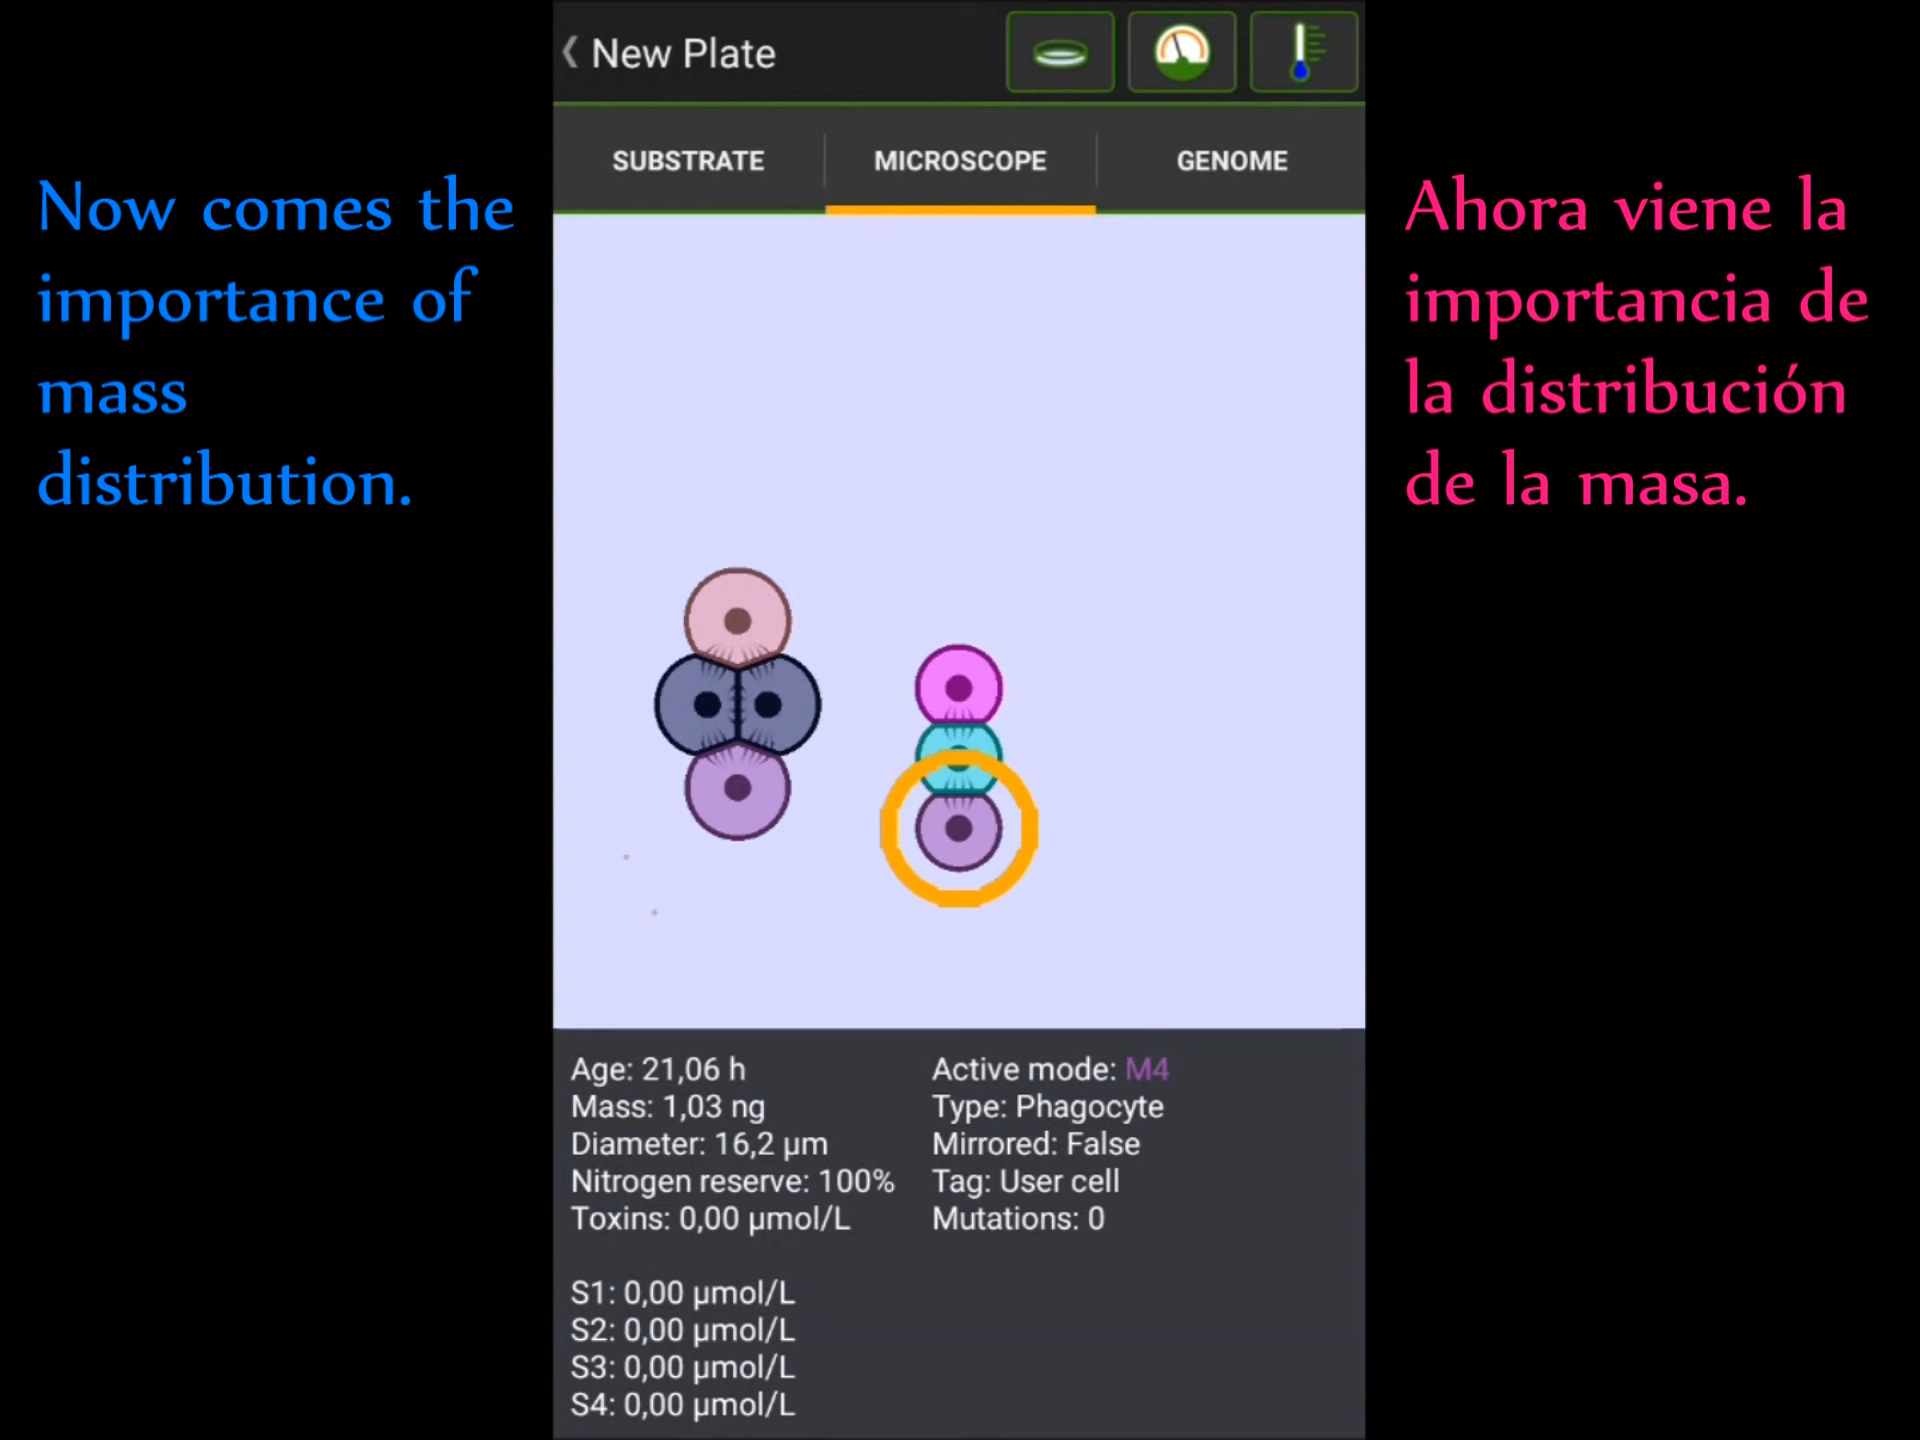 New Plate
SUBSTRATE
MICROSCOPE
GENOME
Now comes the
importance of
mass
distribution.
Ahora viene la
importancia de
la distribución
de la masa.
Age: 21,06 h
Mass: 1,03 ng
Diameter: 16,2 µm
Nitrogen reserve: 100%
Toxins: 0,00 µmol/L
Active mode: M4
Type: Phagocyte
Mirrored: False
Tag: User cell
Mutations: 0
S1: 0,00 µmol/L
S2: 0,00 µmol/L
S3: 0,00 µmol/L
S4: 0,00 µmol/L